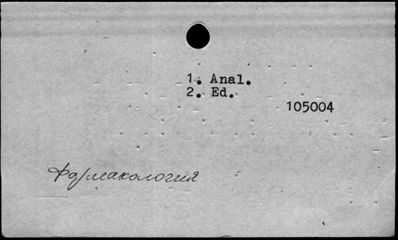 1. Anal.
2. Ed.
105004
Фармакология